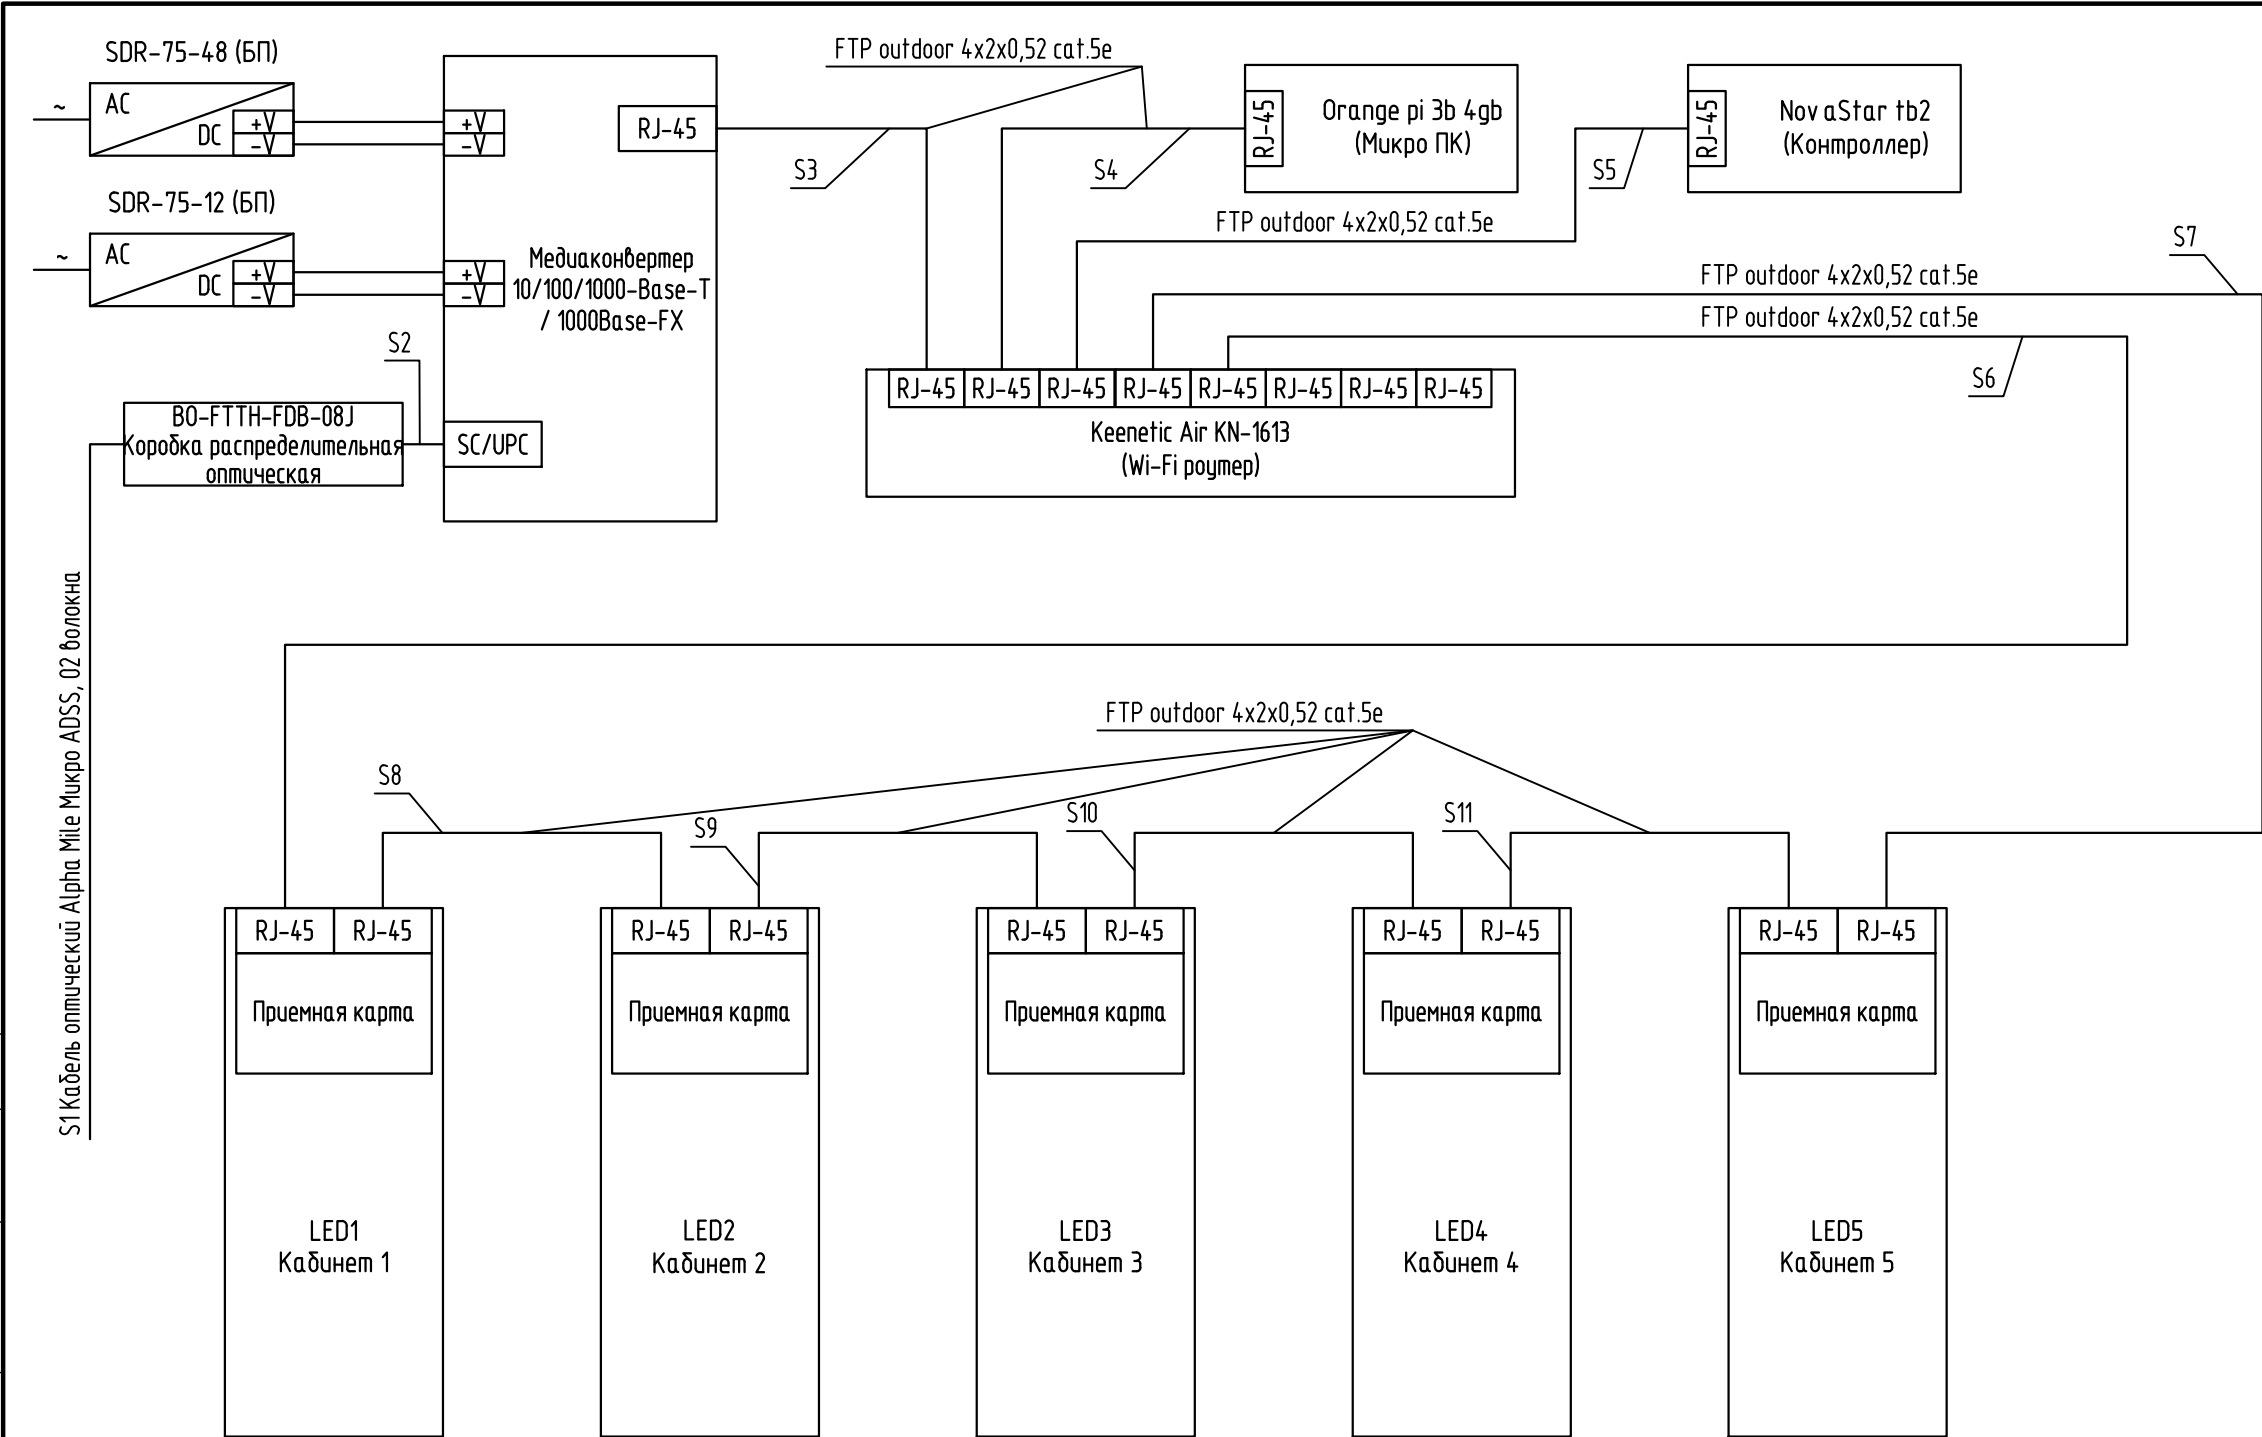 SDR-75-48 (БП)
~
AC
DC
+V
-V
+V
-V
RJ-45
FTP outdoor 4x2x0,52 cat.5e
S3
S4
RJ-45
Orange pi 3b 4gb
(Микро ПК)
S5
RJ-45
NovaStar tb2
(Контроллер)
SDR-75-12 (БП)
~
AC
DC
+V
-V
+V
-V
Медиаконвертер
10/100/1000-Base-T
/ 1000Base-FX
FTP outdoor 4x2x0,52 cat.5e
S7
FTP outdoor 4x2x0,52 cat.5e
FTP outdoor 4x2x0,52 cat.5e
S6
S2
BO-FTTH-FDB-08J
Коробка распределительная
оптическая
SC/UPC
RJ-45 RJ-45 RJ-45 RJ-45 RJ-45 RJ-45 RJ-45 RJ-45
Keenetic Air KN-1613
(Wi-Fi роутер)
S1 Кабель оптический Alpha Mile Микро ADSS, 02 волокна
FTP outdoor 4x2x0,52 cat.5e
S8
S9
S10
S11
RJ-45 RJ-45
Приемная карта
LED1
Кабинет 1
RJ-45 RJ-45
Приемная карта
LED2
Кабинет 2
RJ-45 RJ-45
Приемная карта
LED3
Кабинет 3
RJ-45 RJ-45
Приемная карта
LED4
Кабинет 4
RJ-45 RJ-45
Приемная карта
LED5
Кабинет 5